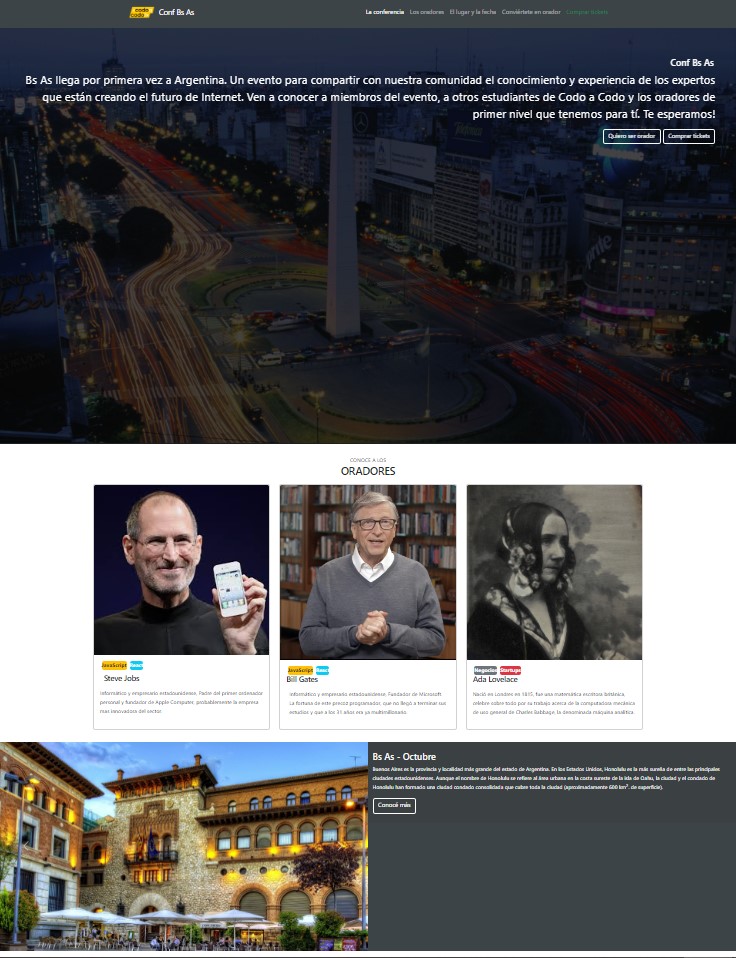 codo codo Conf Bs As
La conferencia Los oradores El lugar y la fecha Conviértete en orador Comprar tickets
Conf Bs As
Bs As llega por primera vez a Argentina. Un evento para compartir con nuestra comunidad el conocimiento y experiencia de los expertos
que están creando el futuro de Internet. Ven a conocer a miembros del evento, a otros estudiantes de Codo a Codo y los oradores de
primer nivel que tenemos para tí. Te esperamos!
Quiero ser orador Comprar tickets
CONOCE A LOS
ORADORES
JavaScript React
Steve Jobs
Informático y empresario estadounidense. Padre del primer ordenador
personal y fundador de Apple Computer, probablemente la empresa
mas innovadora del sector.
JavaScript React
Bill Gates
Informático y empresario estadounidense, Fundador de Microsoft.
La fortuna de este precoz programador, que no llegó a terminar sus
estudios y que a los 31 años era ya multimillonario.
Negocios Startups
Ada Lovelace
Nació en Londres en 1815, fue una matemática escritora británica,
célebre sobre todo por su trabajo acerca de la computadora mecánica
de uso general de Charles Babbage, la denominada máquina analítica.
Bs As - Octubre
Buenos Aires es la provincia y localidad más grande del estado de Argentina. En los Estados Unidos, Honolulu es la más sureña de entre las principales
ciudades estadounidenses. Aunque el nombre de Honolulu se refiere al área urbana en la costa sureste de la isla de Oahu, la ciudad y el condado de
Honolulu han formado una ciudad condado consolidada que cubre toda la ciudad (aproximadamente 600 km². de superficie).
Conocé más